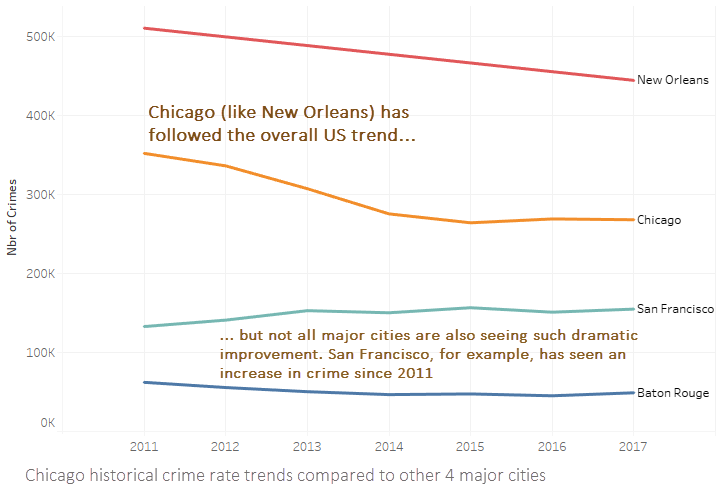 500K
New Orleans
Chicago (like New Orleans) has
followed the overall US trend...
400K
300K
Nbr of Crimes
Chicago
200K
San Francisco
... but not all major cities are also seeing such dramatic
improvement. San Francisco, for example, has seen an
increase in crime since 2011
100K
Baton Rouge
0K
2011 2012 2013 2014 2015 2016 2017
Chicago historical crime rate trends compared to other 4 major cities